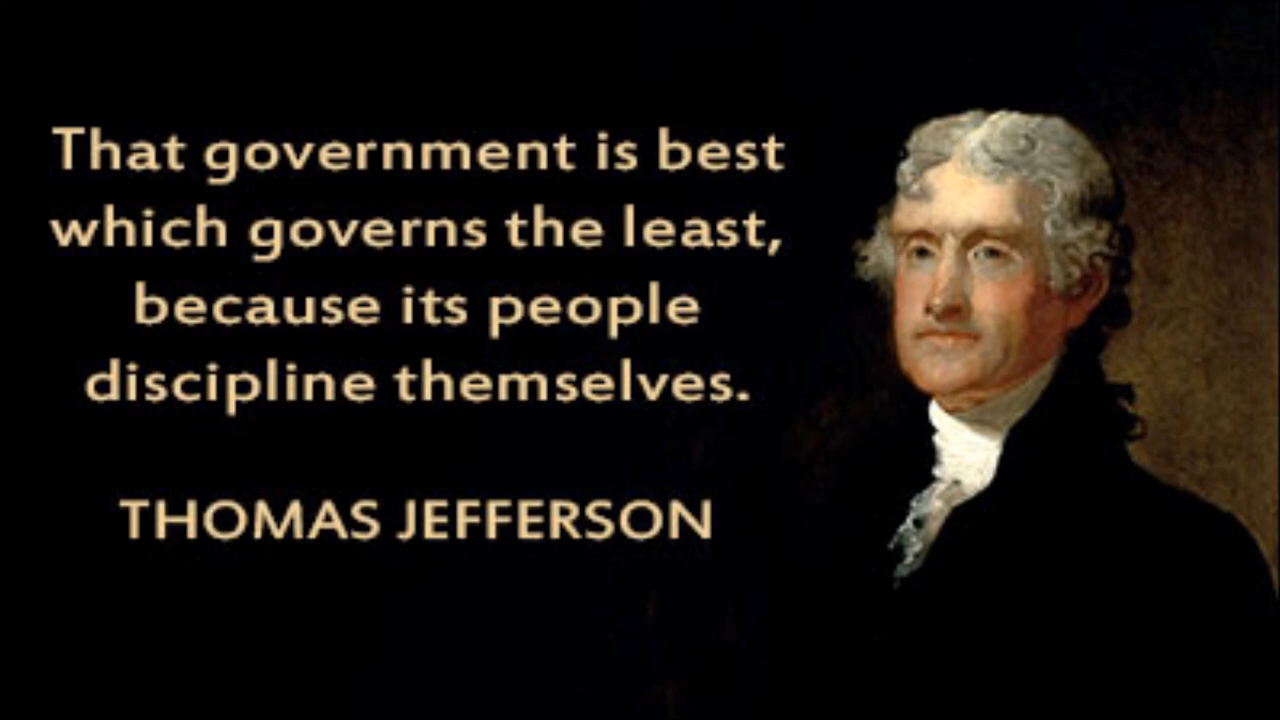 That government is best
which governs the least,
because its people
discipline themselves.
THOMAS JEFFERSON